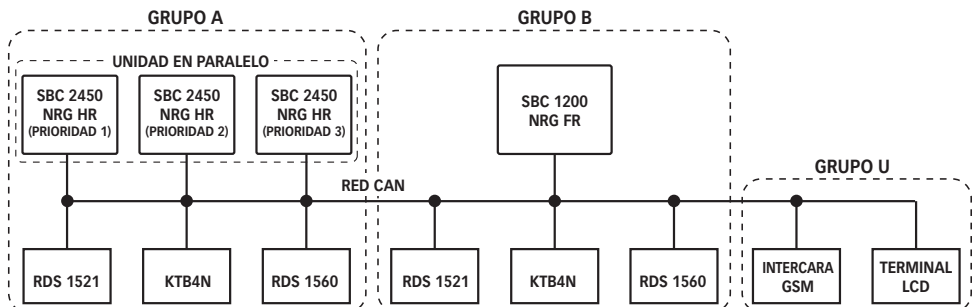 GRUPO A
GRUPO B
UNIDAD EN PARALELO
SBC 2450
NRG HR
(PRIORIDAD 1)
SBC 2450
NRG HR
(PRIORIDAD 2)
SBC 2450
NRG HR
(PRIORIDAD 3)
SBC 1200
NRG FR
GRUPO U
RED CAN
RDS 1521
KTB4N
RDS 1560
RDS 1521
KTB4N
RDS 1560
INTERCARA
GSM
TERMINAL
LCD